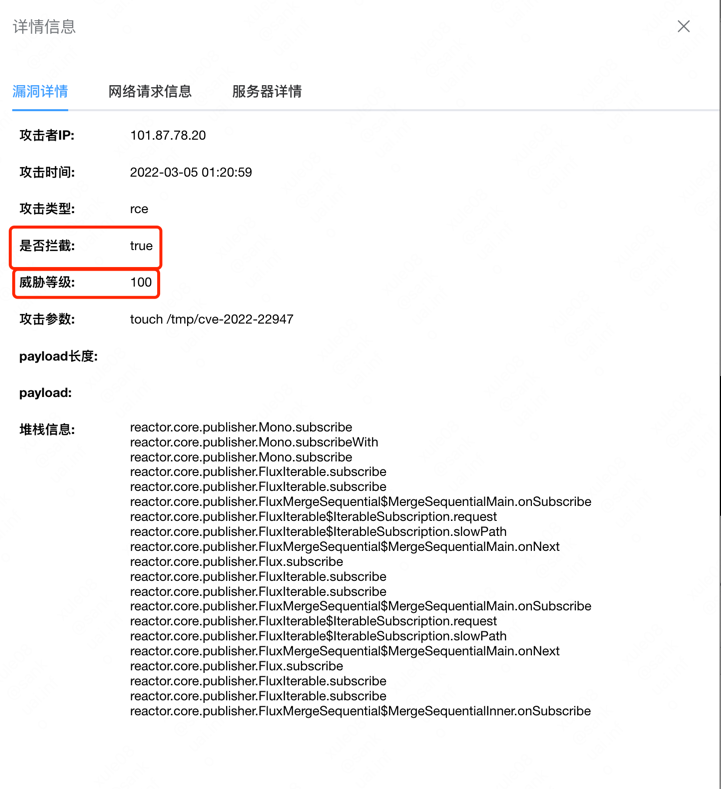 详情信息
漏洞详情 网络请求信息 服务器详情
攻击者IP: 101.87.78.20
攻击时间: 2022-03-05 01:20:59
攻击类型: rce
是否拦截: true
威胁等级: 100
攻击参数: touch /tmp/cve-2022-22947
payload长度:
payload:
堆栈信息: reactor.core.publisher.Mono.subscribe
reactor.core.publisher.Mono.subscribeWith
reactor.core.publisher.Mono.subscribe
reactor.core.publisher.FluxIterable.subscribe
reactor.core.publisher.FluxIterable.subscribe
reactor.core.publisher.FluxMergeSequential$MergeSequentialMain.onSubscribe
reactor.core.publisher.FluxIterable$IterableSubscription.request
reactor.core.publisher.FluxIterable$IterableSubscription.slowPath
reactor.core.publisher.FluxMergeSequential$MergeSequentialMain.onNext
reactor.core.publisher.Flux.subscribe
reactor.core.publisher.FluxIterable.subscribe
reactor.core.publisher.FluxIterable.subscribe
reactor.core.publisher.FluxMergeSequential$MergeSequentialMain.onSubscribe
reactor.core.publisher.FluxIterable$IterableSubscription.request
reactor.core.publisher.FluxIterable$IterableSubscription.slowPath
reactor.core.publisher.FluxMergeSequential$MergeSequentialMain.onNext
reactor.core.publisher.Flux.subscribe
reactor.core.publisher.FluxIterable.subscribe
reactor.core.publisher.FluxIterable.subscribe
reactor.core.publisher.FluxMergeSequential$MergeSequentialInner.onSubscribe